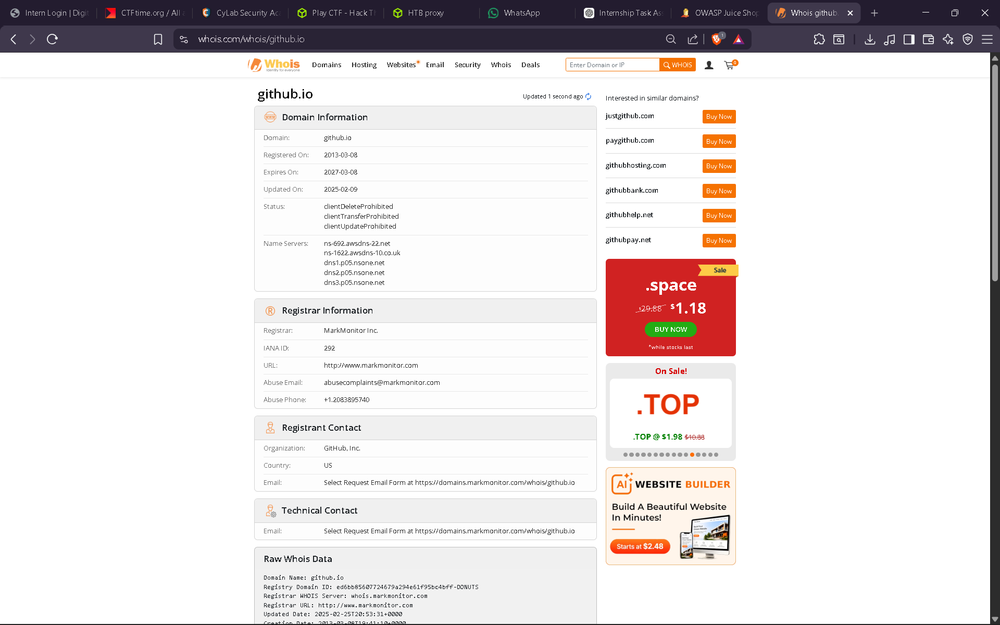 Intern Login | Digit
CTFtime.org / All a
CyLab Security Aca
Play CTF - Hack Th
HTB proxy
WhatsApp
Internship Task Ass
OWASP Juice Shop
Whois github.
whois.com/whois/github.io
1
Whois
Identity for everyone
Domains
Hosting
Websites
Email
Security
Whois
Deals
Enter Domain or IP
WHOIS
0
github.io
Updated 1 second ago
Domain Information
Domain: github.io
Registered On: 2013-03-08
Expires On: 2027-03-08
Updated On: 2025-02-09
Status: clientDeleteProhibited
clientTransferProhibited
clientUpdateProhibited
Name Servers: ns-692.awsdns-22.net
ns-1622.awsdns-10.co.uk
dns1.p05.nsone.net
dns2.p05.nsone.net
dns3.p05.nsone.net
Registrar Information
Registrar: MarkMonitor Inc.
IANA ID: 292
URL: http://www.markmonitor.com
Abuse Email: abusecomplaints@markmonitor.com
Abuse Phone: +1.2083895740
Registrant Contact
Organization: GitHub, Inc.
Country: US
Email: Select Request Email Form at https://domains.markmonitor.com/whois/github.io
Technical Contact
Email: Select Request Email Form at https://domains.markmonitor.com/whois/github.io
Raw Whois Data
Domain Name: github.io
Registry Domain ID: ed6bb85607724679a294e61f95bc4bff-DONUTS
Registrar WHOIS Server: whois.markmonitor.com
Registrar URL: http://www.markmonitor.com
Updated Date: 2025-02-25T20:53:31+0000
Creation Date: 2013-03-08T19:41:10+0000
Interested in similar domains?
justgithub.com Buy Now
paygithub.com Buy Now
githubhosting.com Buy Now
githubbank.com Buy Now
githubhelp.net Buy Now
githubpay.net Buy Now
Sale
.space
$29.88 $1.18
BUY NOW
*while stocks last
On Sale!
.TOP
.TOP @ $1.98 $10.88
AI WEBSITE BUILDER
Build A Beautiful Website
In Minutes!
Starts at $2.48